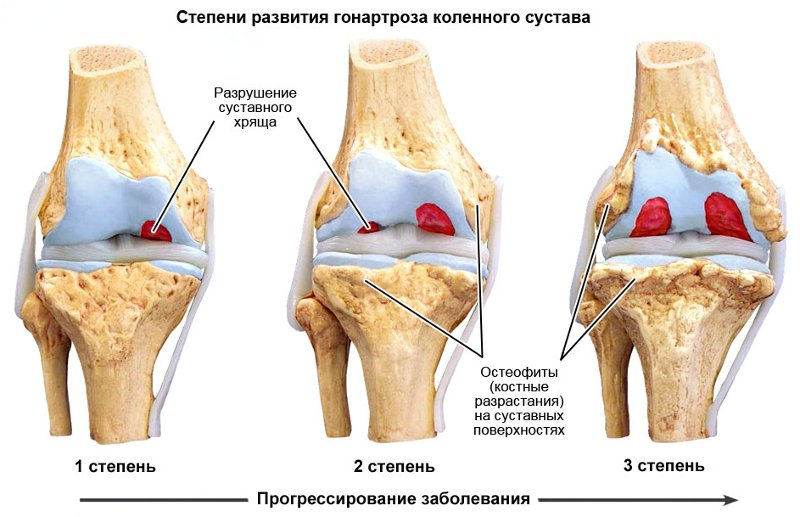 Степени развития гонартроза коленного сустава
Разрушение
суставного
хряща
Остеофиты
(костные
разрастания)
на суставных
поверхностях
1 степень
2 степень
3 степень
Прогрессирование заболевания